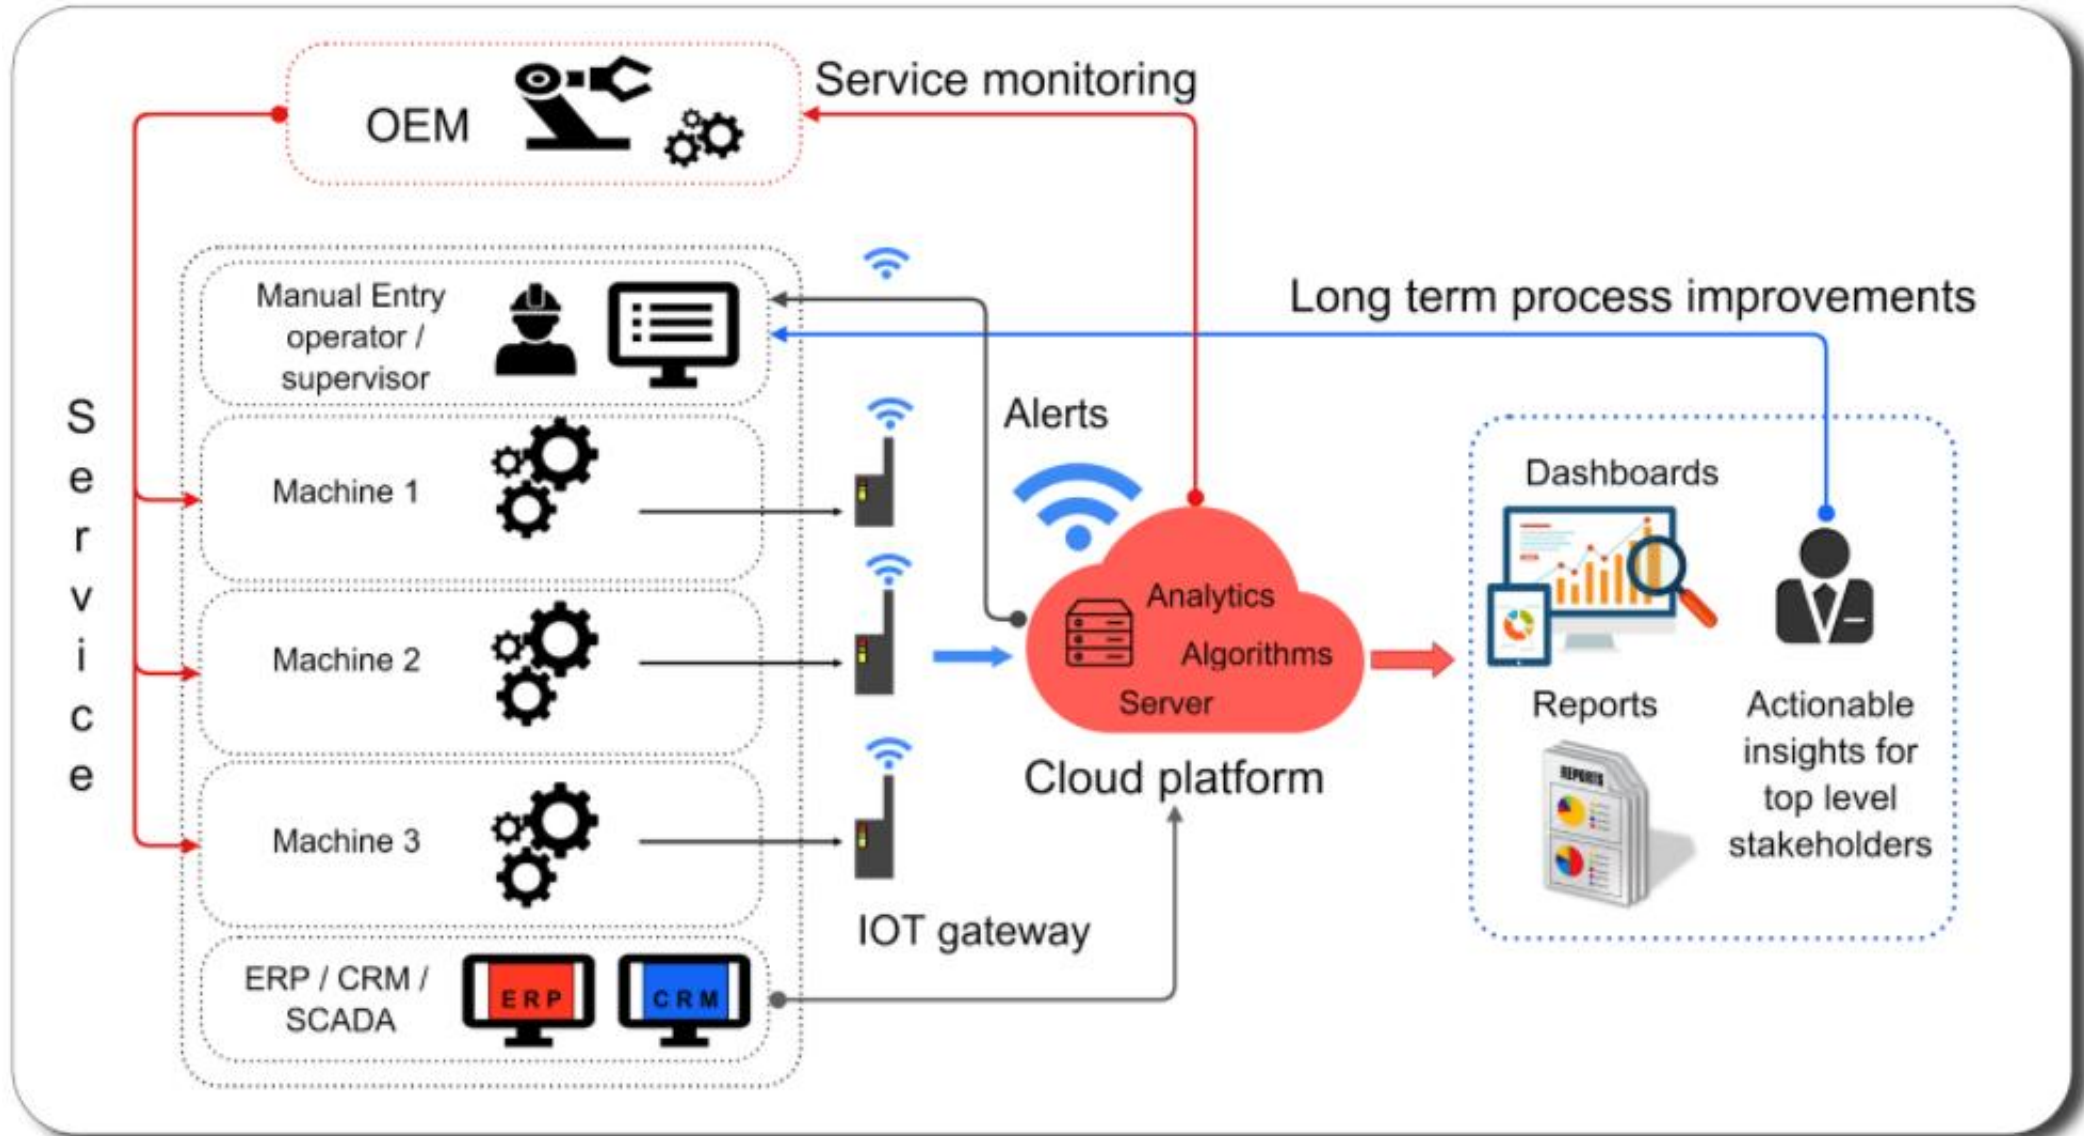 OEM
Service monitoring
Manual Entry
operator /
supervisor
Long term process improvements
Service
Alerts
Machine 1
Machine 2
Machine 3
Analytics
Algorithms
Server
Cloud platform
IOT gateway
ERP / CRM /
SCADA
ERP
CRM
Dashboards
Reports
REPORTS
Actionable
insights for
top level
stakeholders